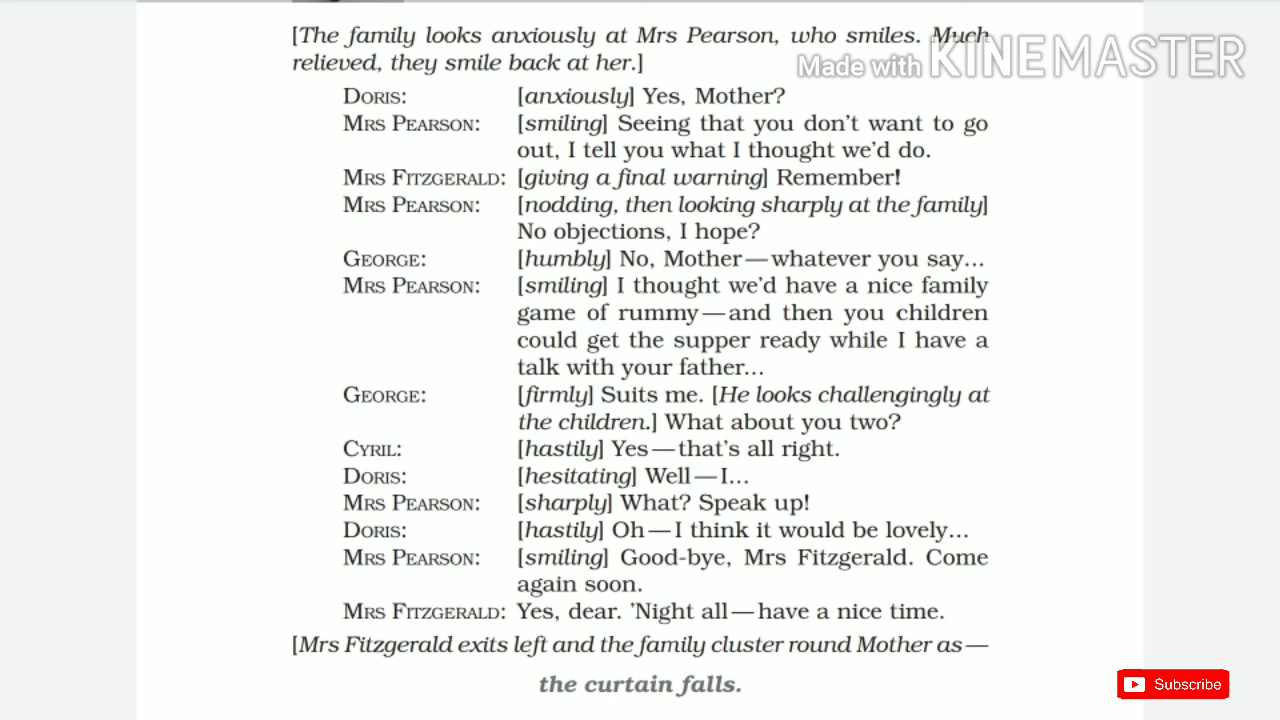 [The family looks anxiously at Mrs Pearson, who smiles. Much
relieved, they smile back at her.]
Made with KINEMASTER
DORIS: [anxiously] Yes, Mother?
MRS PEARSON: [smiling] Seeing that you don't want to go
out, I tell you what I thought we'd do.
MRS FITZGERALD: [giving a final warning] Remember!
MRS PEARSON: [nodding, then looking sharply at the family]
No objections, I hope?
GEORGE: [humbly] No, Mother—whatever you say...
MRS PEARSON: [smiling] I thought we'd have a nice family
game of rummy—and then you children
could get the supper ready while I have a
talk with your father...
GEORGE: [firmly] Suits me. [He looks challengingly at
the children.] What about you two?
CYRIL: [hastily] Yes—that's all right.
DORIS: [hesitating] Well—I...
MRS PEARSON: [sharply] What? Speak up!
DORIS: [hastily] Oh—I think it would be lovely...
MRS PEARSON: [smiling] Good-bye, Mrs Fitzgerald. Come
again soon.
MRS FITZGERALD: Yes, dear. 'Night all—have a nice time.
[Mrs Fitzgerald exits left and the family cluster round Mother as—
the curtain falls.
Subscribe